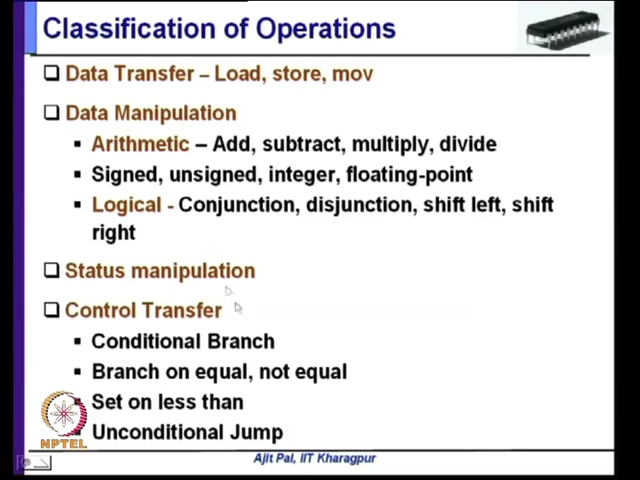 Classification of Operations
Data Transfer – Load, store, mov
Data Manipulation
Arithmetic – Add, subtract, multiply, divide
Signed, unsigned, integer, floating-point
Logical - Conjunction, disjunction, shift left, shift
right
Status manipulation
Control Transfer
Conditional Branch
Branch on equal, not equal
Set on less than
Unconditional Jump
NPTEL
Ajit Pal, IIT Kharagpur